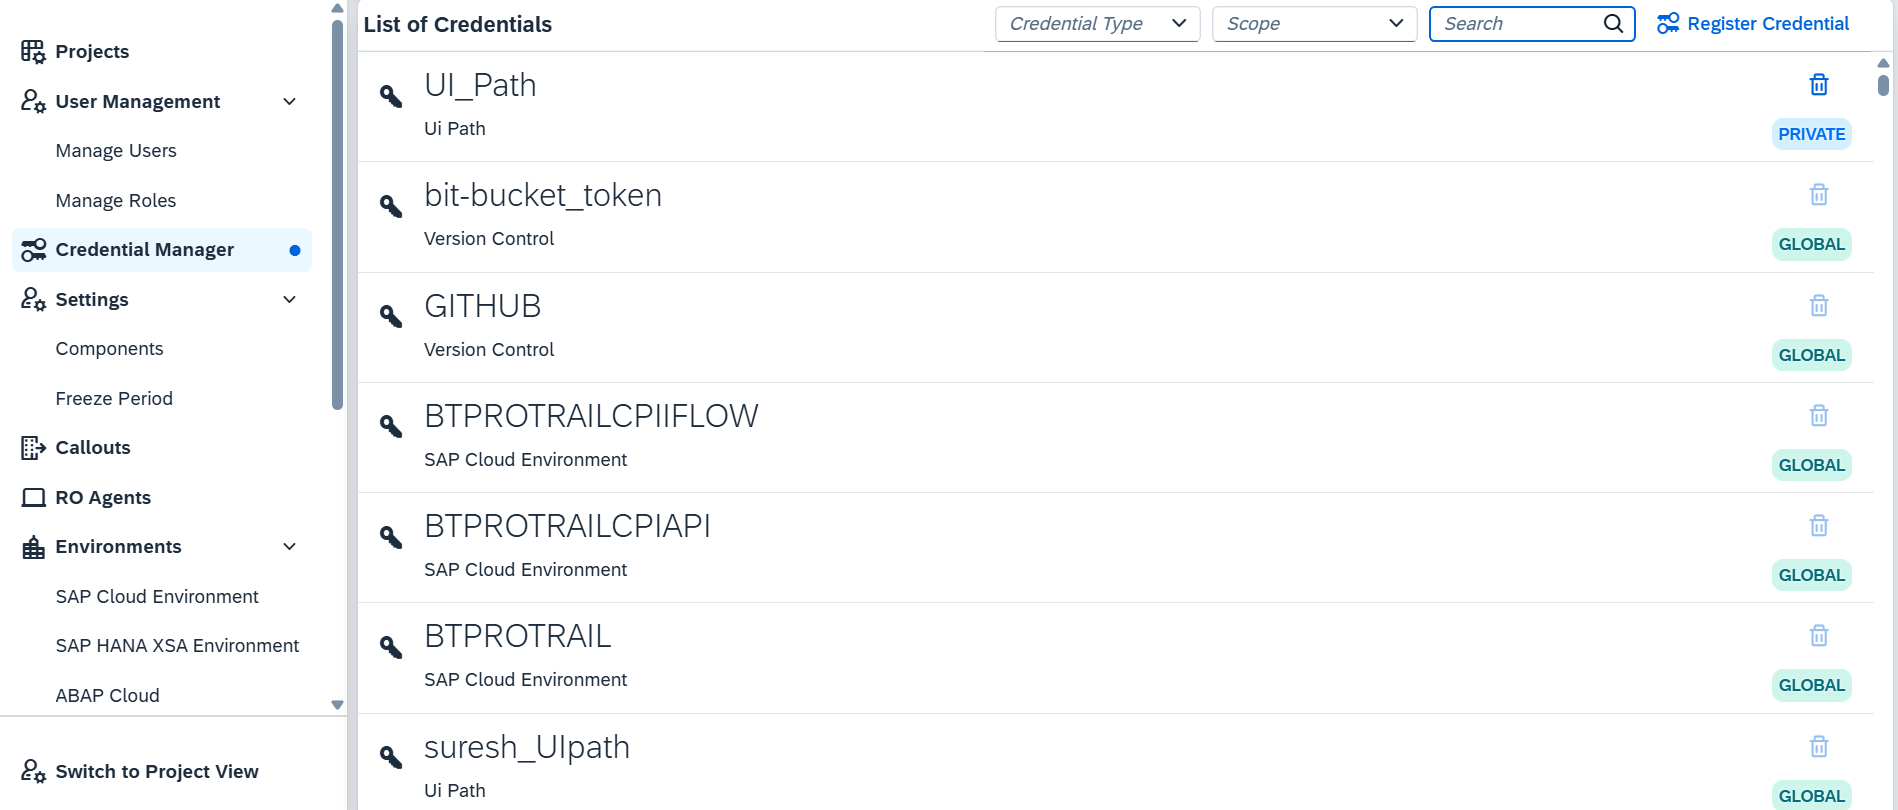 Projects
User Management
Manage Users
Manage Roles
Credential Manager
Settings
Components
Freeze Period
Callouts
RO Agents
Environments
SAP Cloud Environment
SAP HANA XSA Environment
ABAP Cloud
Switch to Project View
List of Credentials
Credential Type
Scope
Search
Register Credential
UI_Path
Ui Path
PRIVATE
bit-bucket_token
Version Control
GLOBAL
GITHUB
Version Control
GLOBAL
BTPROTRAILCPIIFLOW
SAP Cloud Environment
GLOBAL
BTPROTRAILCPIAPI
SAP Cloud Environment
GLOBAL
BTPROTRAIL
SAP Cloud Environment
GLOBAL
suresh_UIpath
Ui Path
GLOBAL